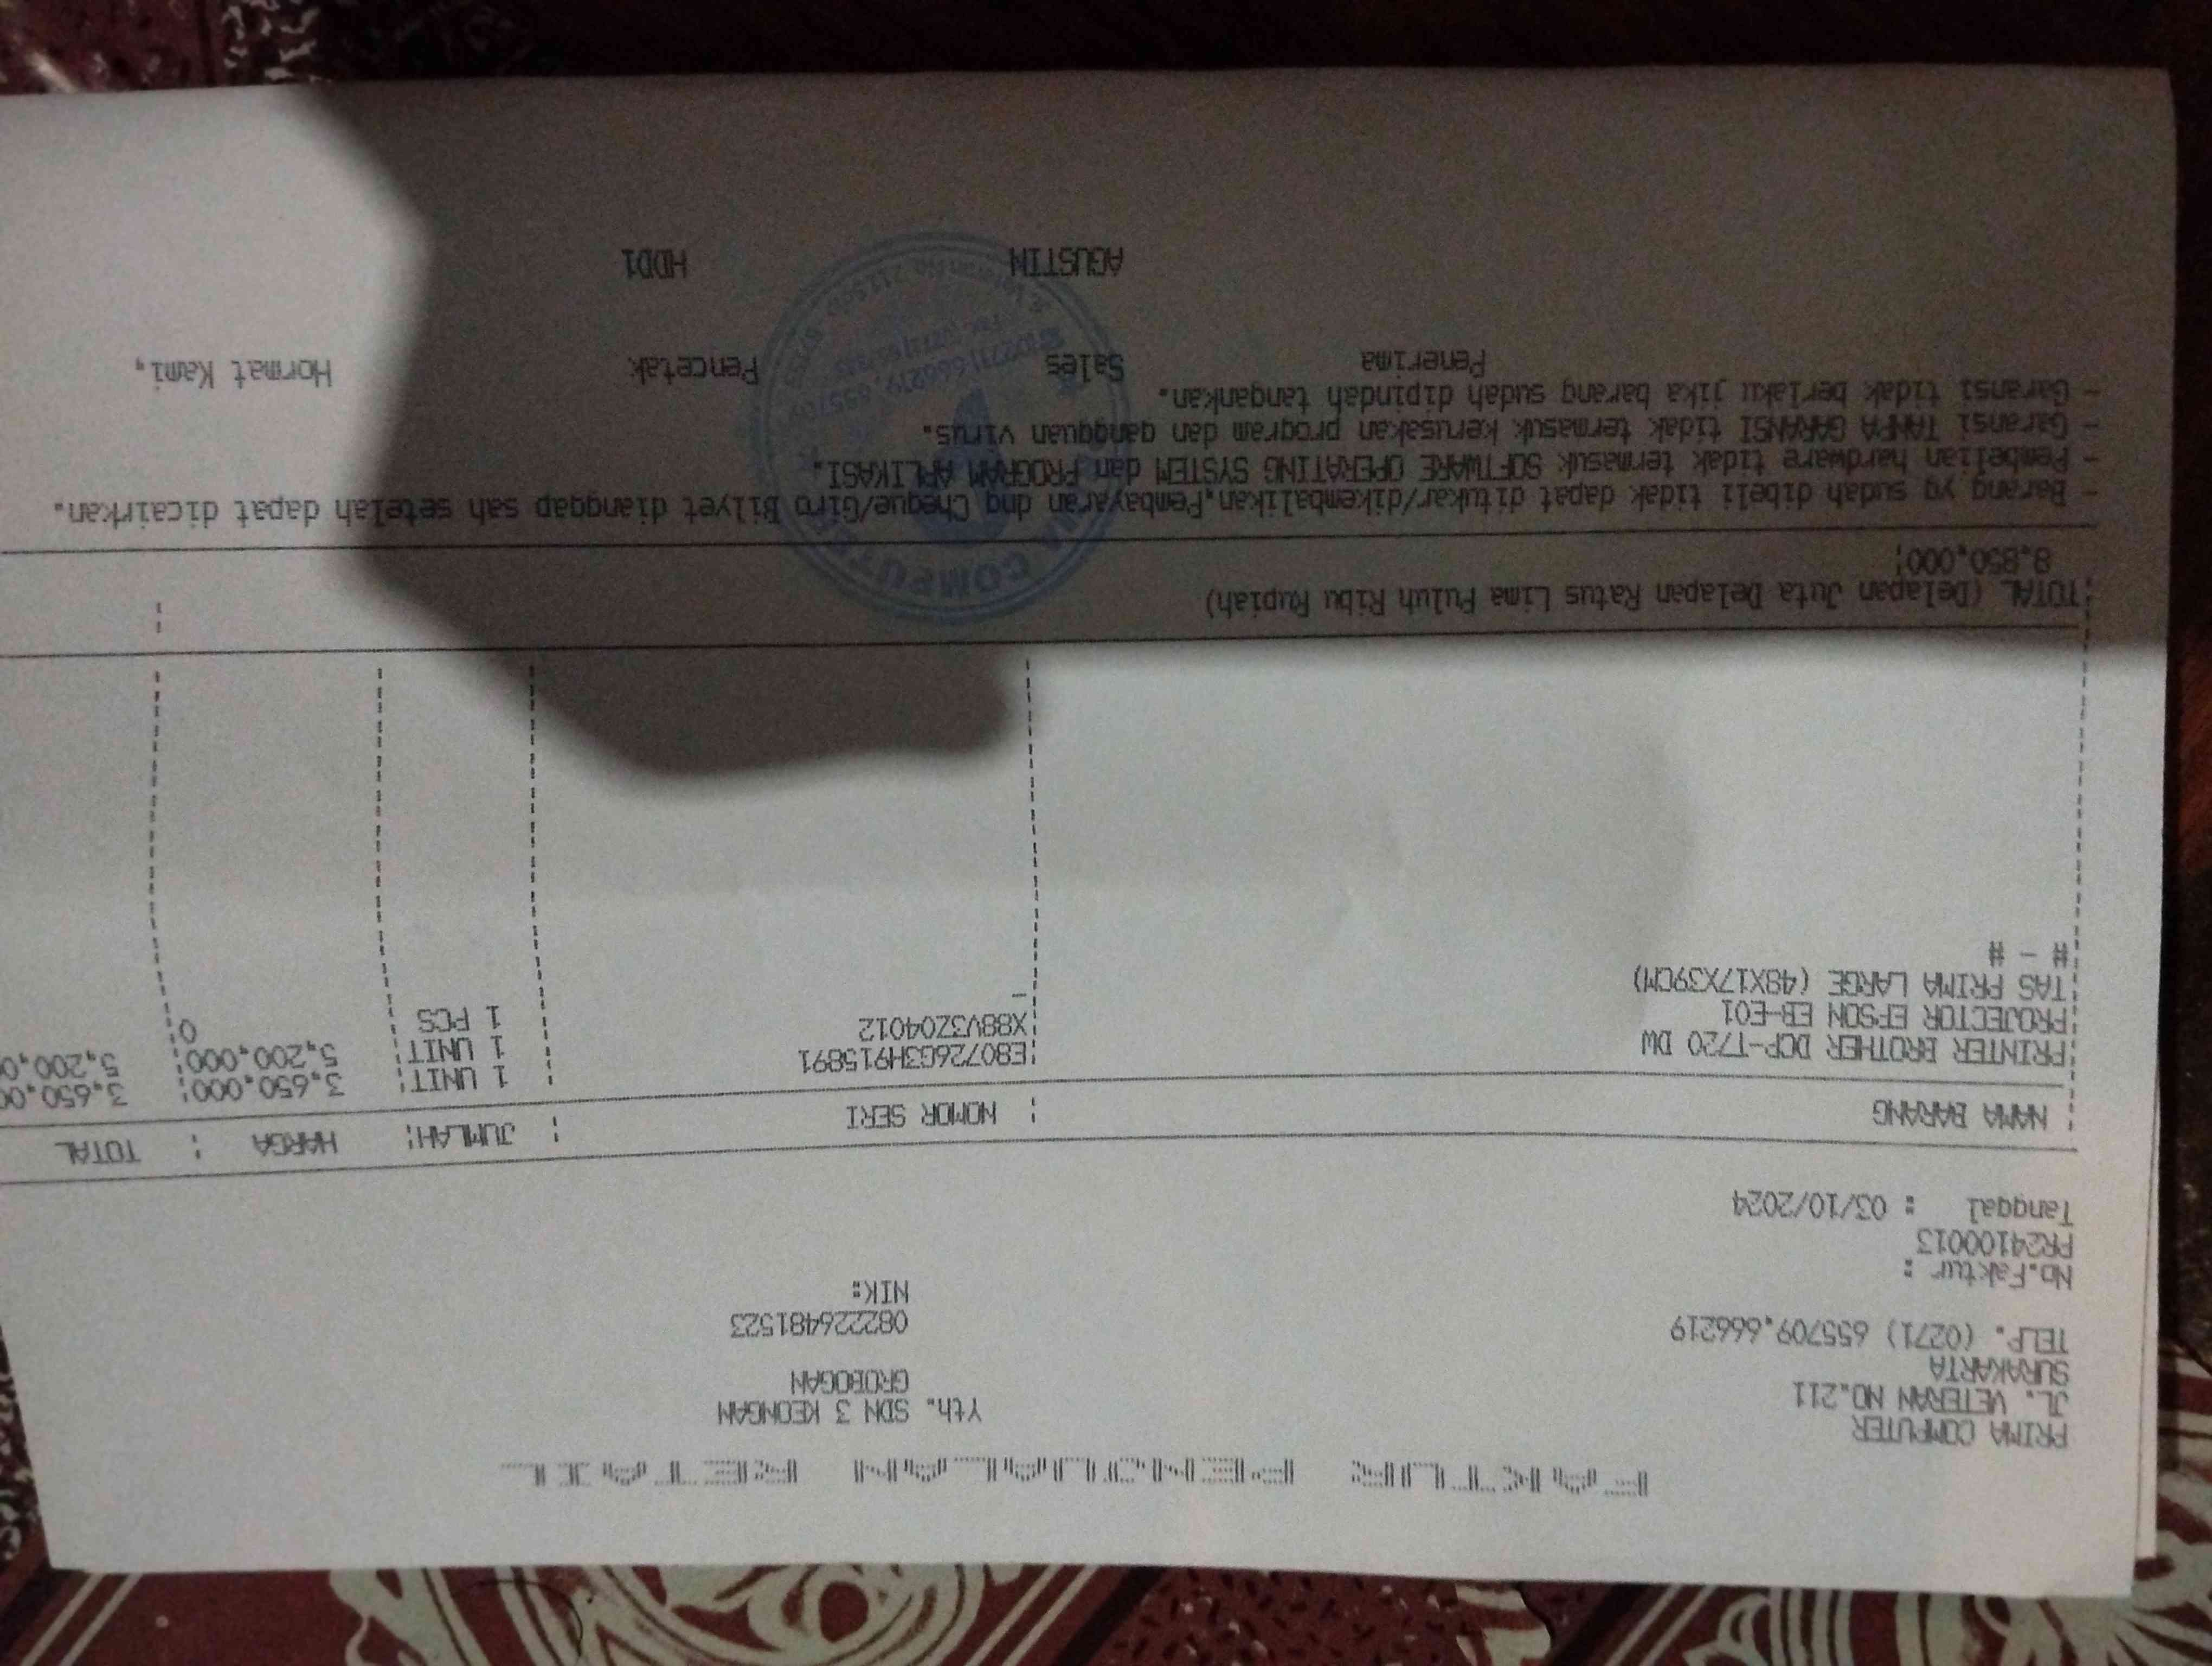 FAKTUR PENJUALAN RETAIL
PRIMA COMPUTER
JL. VETERAN NO.211
SURAKARTA
TELP. (0271) 655709.666219
Yth. SDN 3 KEONGAN
GROBOGAN
082226481523
NIK:
No.Faktur :
PR24100013
Tanggal : 03/10/2024
NAMA BARANG NOMOR SERI JUMLAH HARGA TOTAL
PRINTER BROTHER DCP-T720 DW E80726G3H915891 1 UNIT 3.650.000 3.650.00
PROJECTOR EPSON EB-E01 X88V3Z04012 1 UNIT 5.200.000 5.200.0
TAS PRIMA LARGE (48X17X39CM) - 1 PCS 0
# - #
TOTAL (Delapan Juta Delapan Ratus Lima Puluh Ribu Rupiah)
8.850.000
- Barang yg sudah dibeli tidak dapat ditukar/dikembalikan.Pembayaran dng Cheque/Giro Bilyet dianggap sah setelah dapat dicairkan.
- Pembelian hardware tidak termasuk SOFTWARE OPERATING SYSTEM dan PROGRAM APLIKASI.
- Garansi TANPA GARANSI tidak termasuk kerusakan program dan gangguan virus.
- Garansi tidak berlaku jika barang sudah dipindah tangankan.
Penerima Sales Pencetak Hormat Kami,
AGUSTIN HDD1
COMPUTER
(0271) 666219, 655709